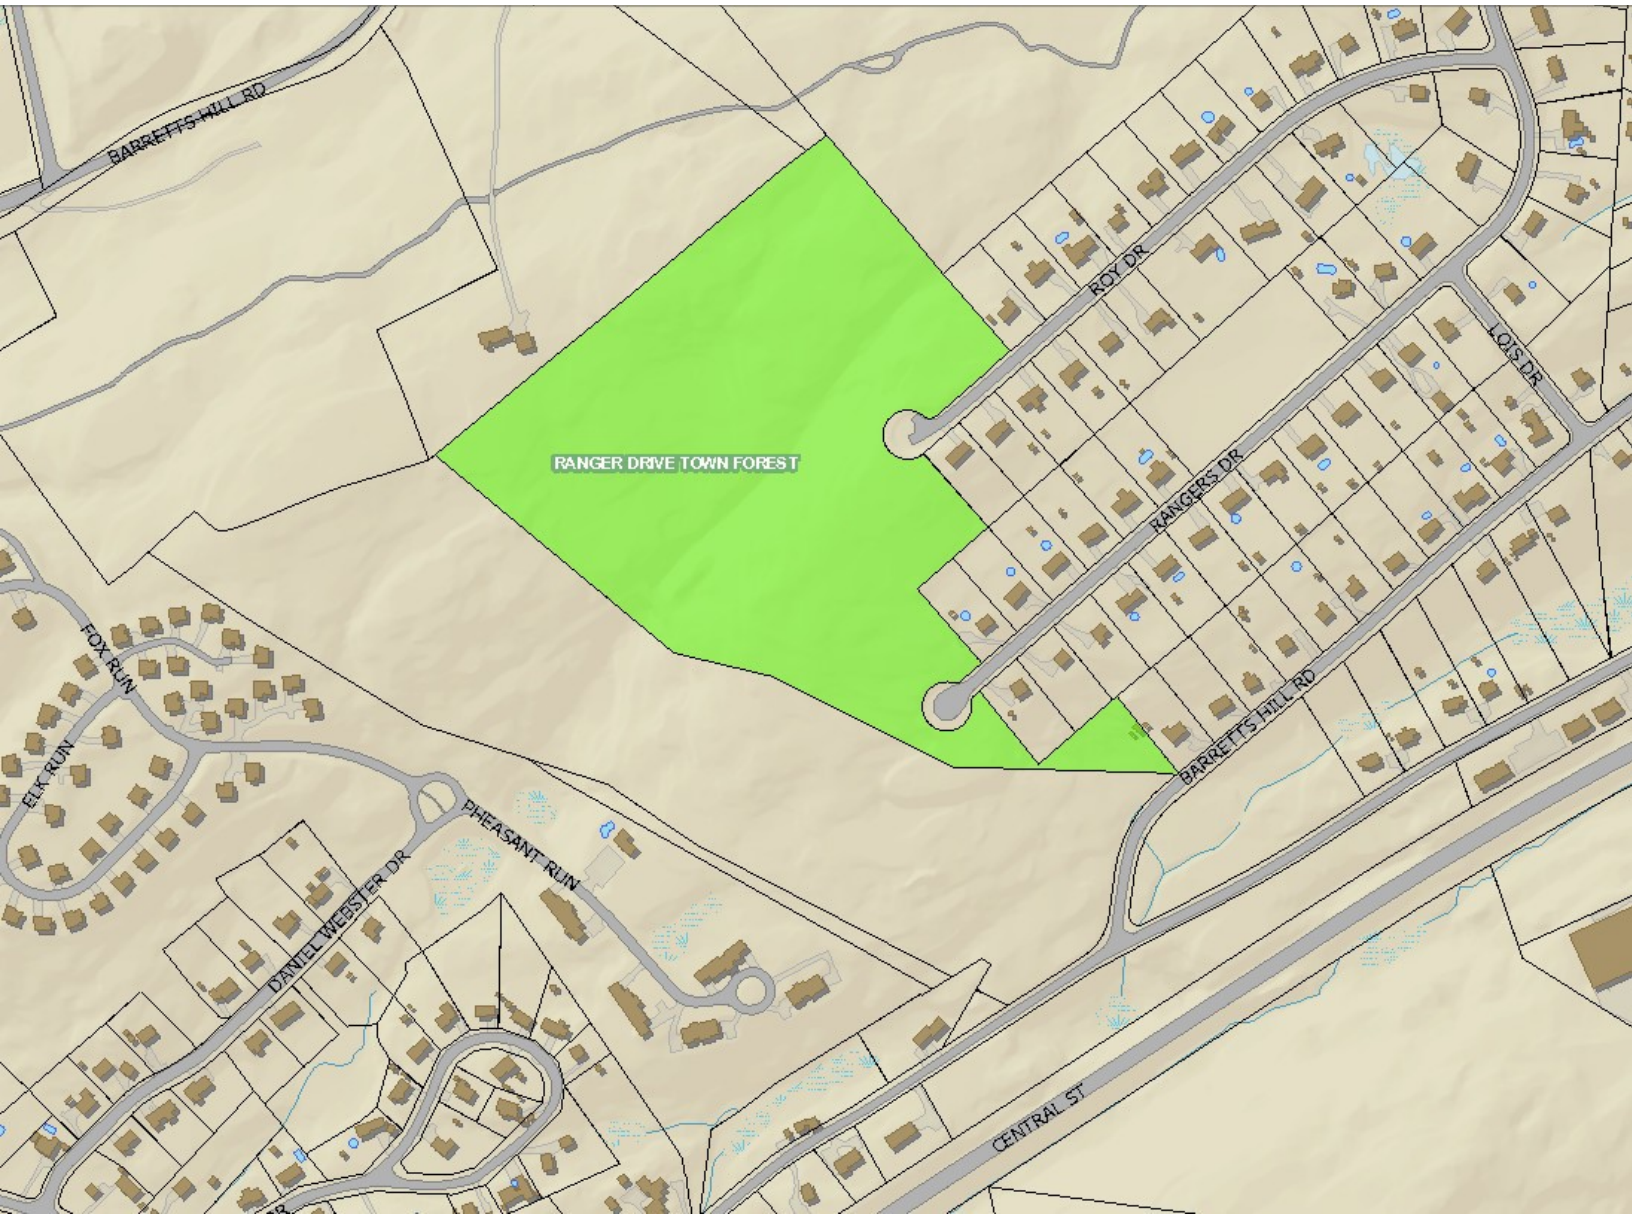 BARRETTS HILL RD
ROY DR
LOIS DR
RANGER DRIVE TOWN FOREST
RANGERS DR
FOX RUN
BARRETTS HILL RD
ELK RUN
PHEASANT RUN
DANIEL WEBSTER DR
CENTRAL ST
DR